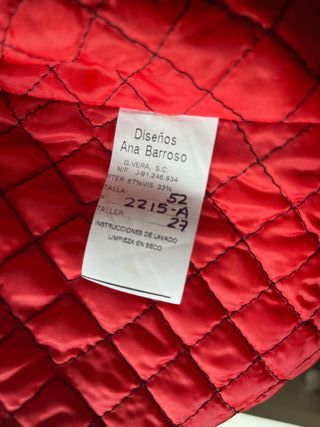 Diseños
Ana Barroso
G. VERA, S.C.
NIF. J-91.246.934
PTER. 67% VIS. 33%
TALLA: 52
2215-A
TALLER 27
INSTRUCCIONES DE LAVADO
LIMPIEZA EN SECO